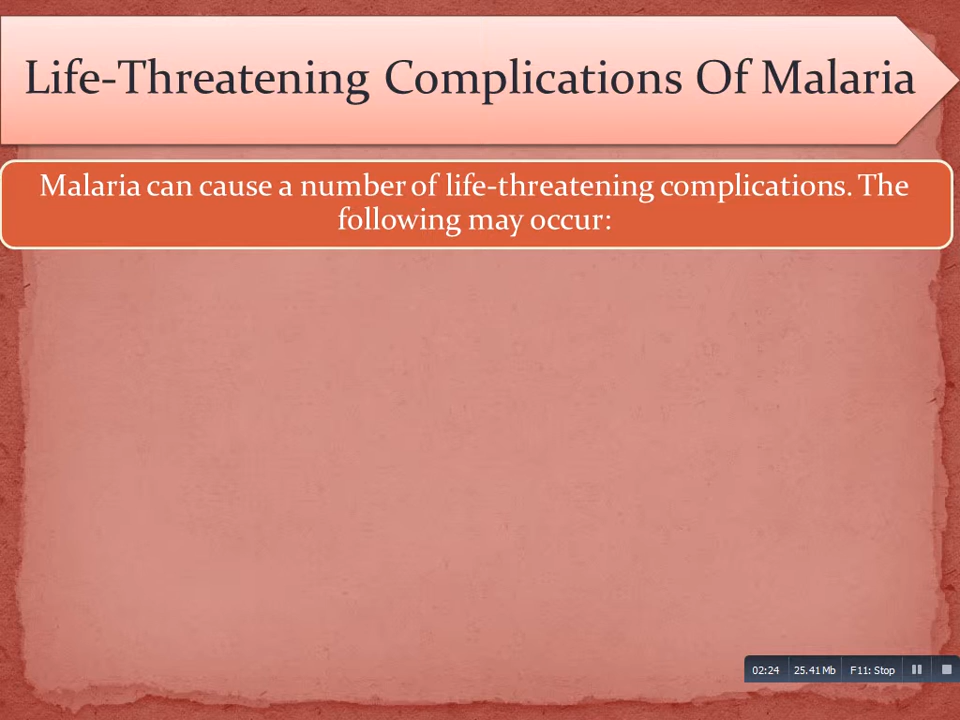 Life-Threatening Complications Of Malaria
Malaria can cause a number of life-threatening complications. The
following may occur:
02:24 25.41 Mb F11: Stop